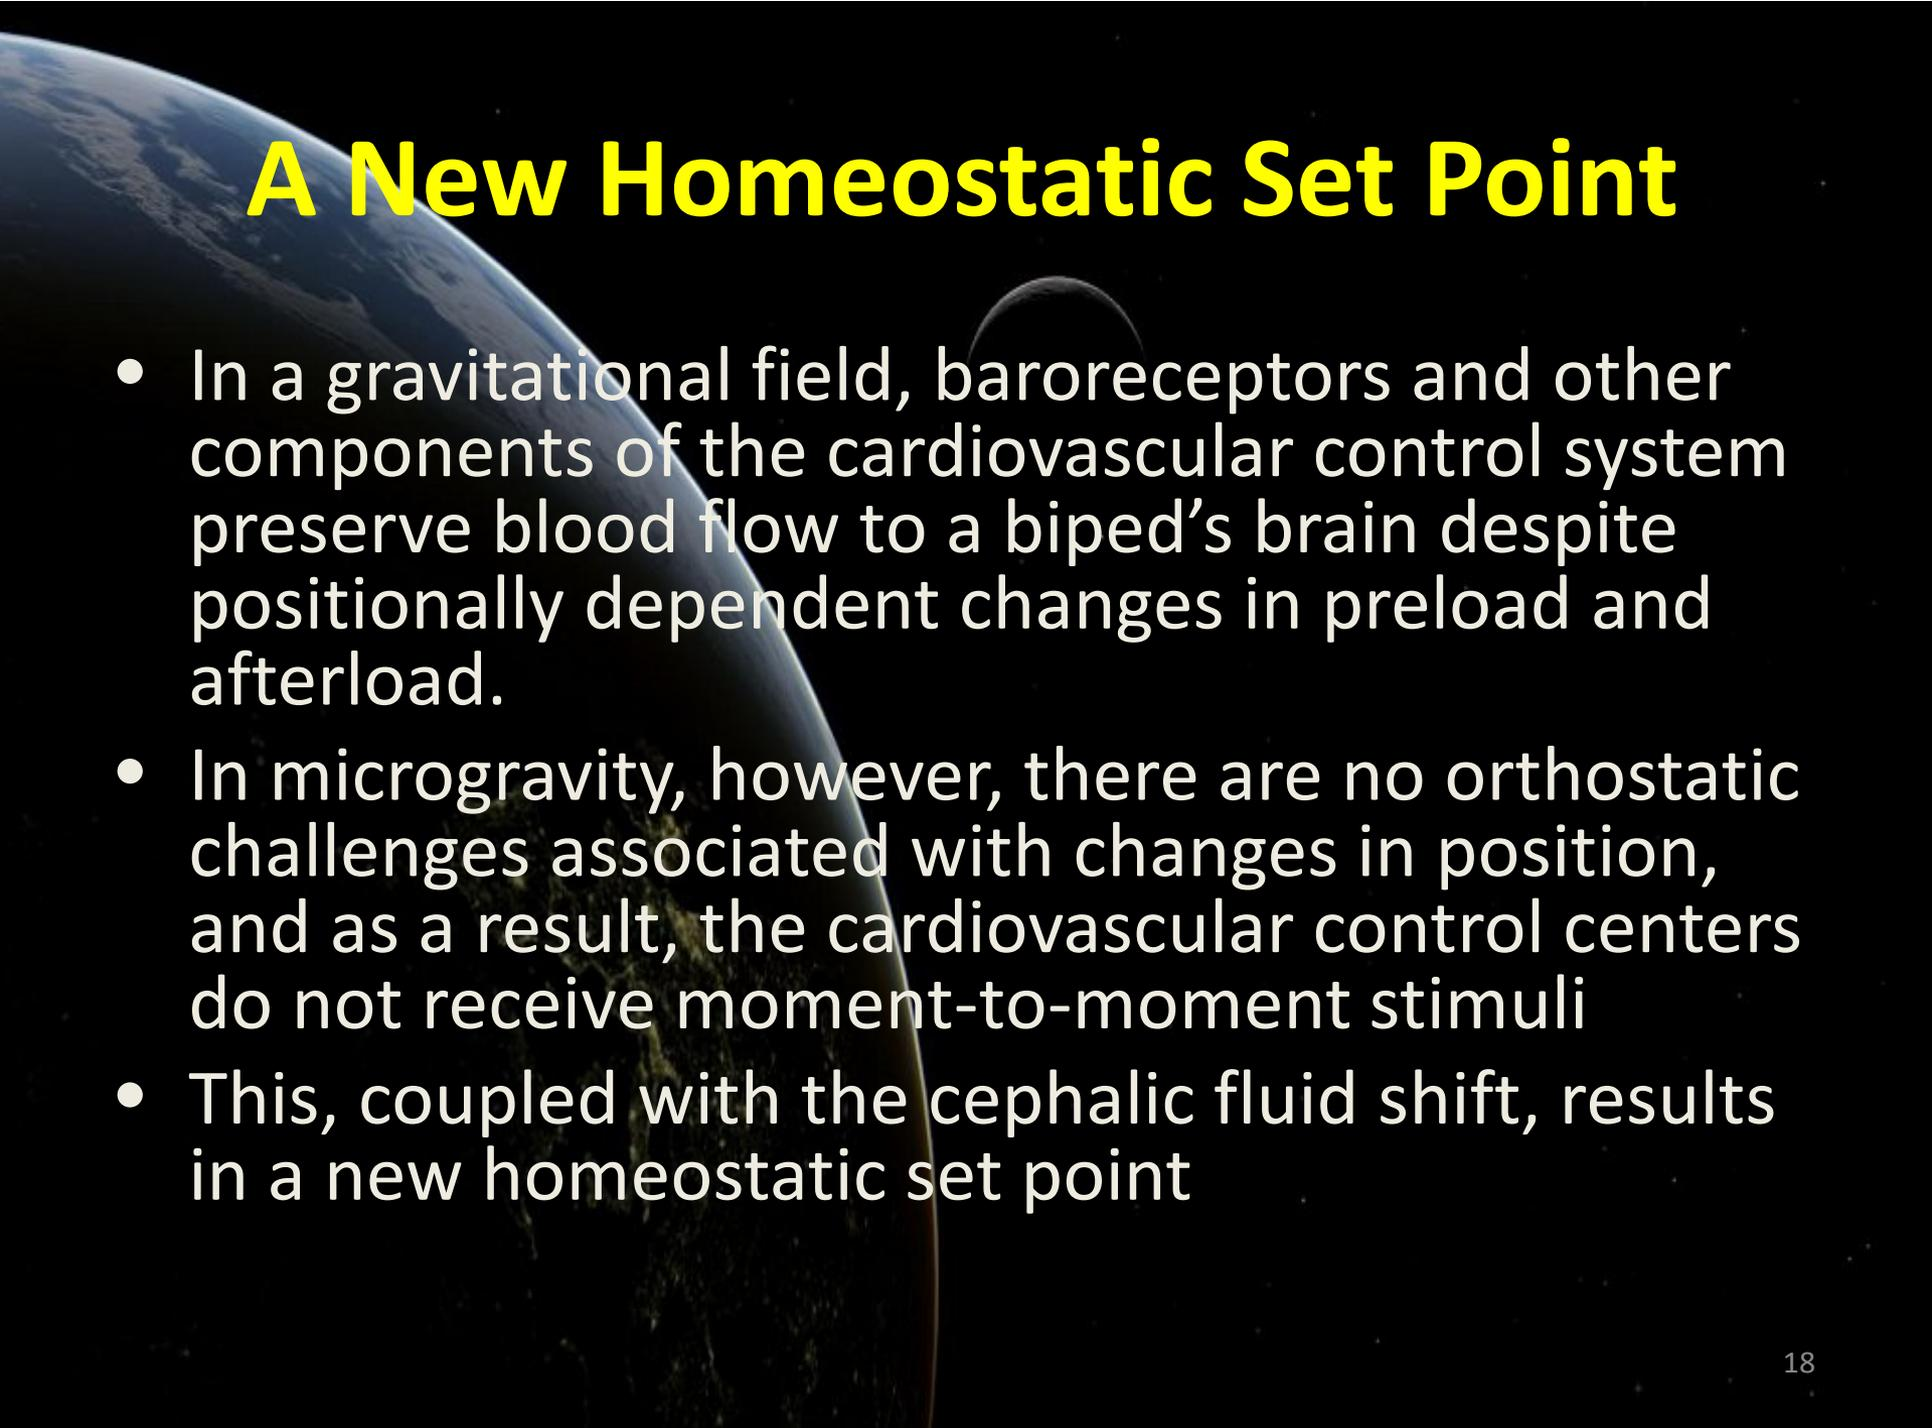 A New Homeostatic Set Point
• In a gravitational field, baroreceptors and other
components of the cardiovascular control system
preserve blood flow to a biped’s brain despite
positionally dependent changes in preload and
afterload.
• In microgravity, however, there are no orthostatic
challenges associated with changes in position,
and as a result, the cardiovascular control centers
do not receive moment-to-moment stimuli
• This, coupled with the cephalic fluid shift, results
in a new homeostatic set point
18